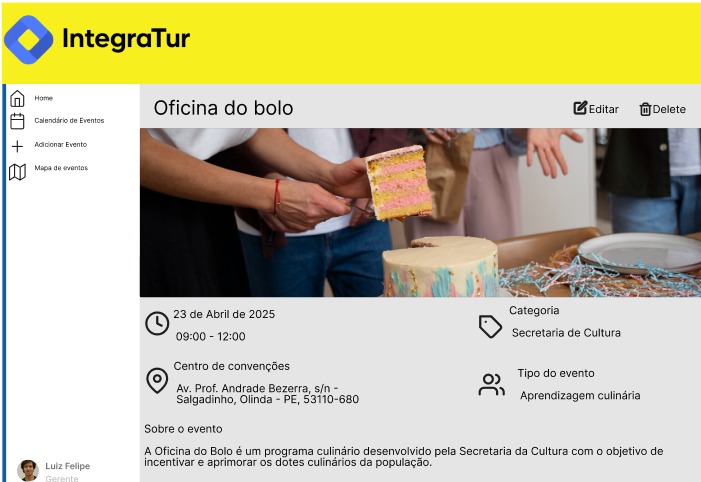 IntegraTur
Home
Calendário de Eventos
Adicionar Evento
Mapa de eventos
Luiz Felipe
Gerente
Oficina do bolo
Editar
Delete
23 de Abril de 2025
09:00 - 12:00
Categoria
Secretaria de Cultura
Centro de convenções
Av. Prof. Andrade Bezerra, s/n -
Salgadinho, Olinda - PE, 53110-680
Tipo do evento
Aprendizagem culinária
Sobre o evento
A Oficina do Bolo é um programa culinário desenvolvido pela Secretaria da Cultura com o objetivo de
incentivar e aprimorar os dotes culinários da população.